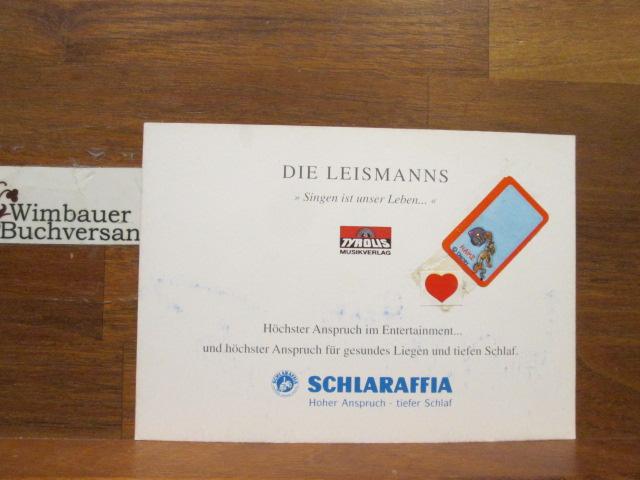 DIE LEISMANNS
» Singen ist unser Leben... «
TYROLIS
MUSIKVERLAG
Wimbauer
Buchversan
Höchster Anspruch im Entertainment...
und höchster Anspruch für gesundes Liegen und tiefen Schlaf.
SCHLARAFFIA
SCHLARAFFIA
Hoher Anspruch - tiefer Schlaf